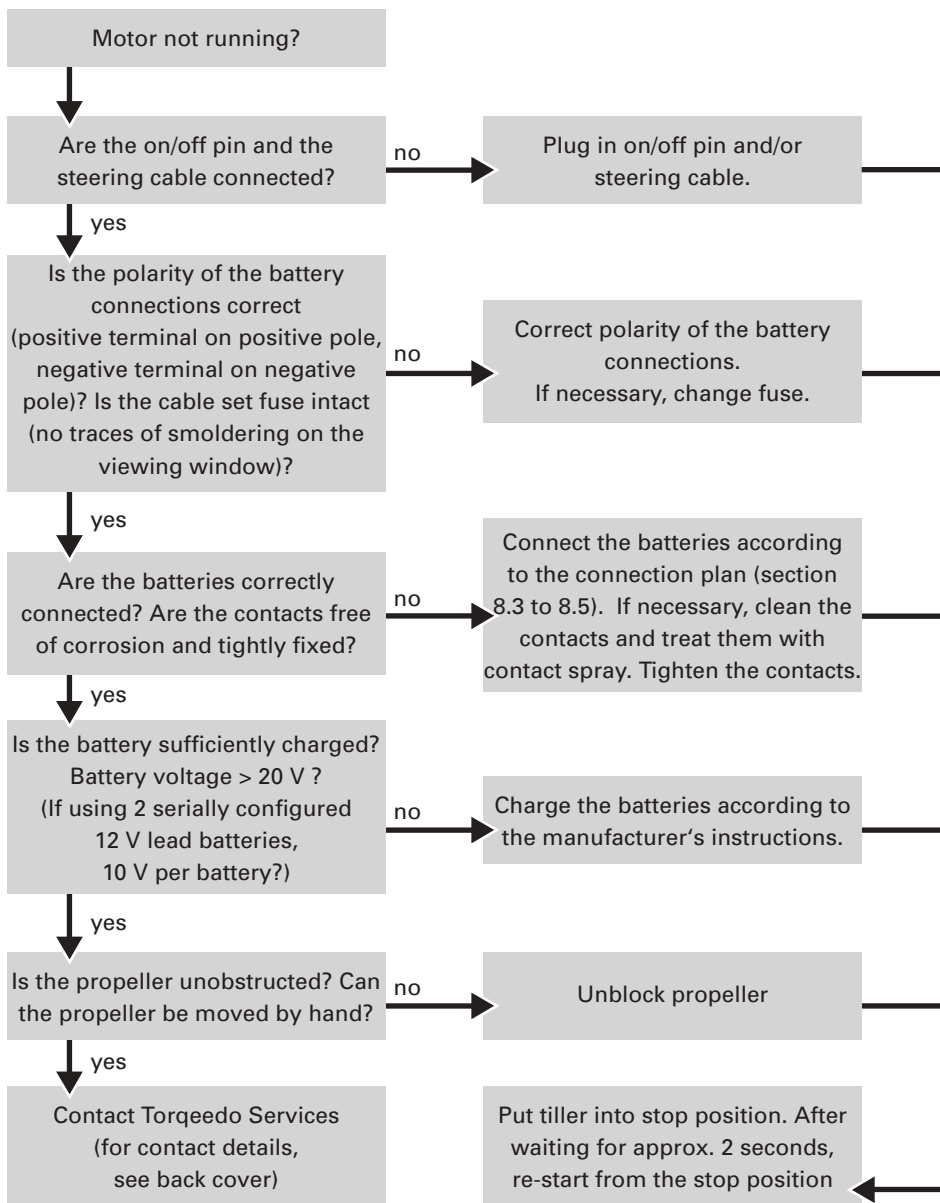 Motor not running?
Are the on/off pin and the
steering cable connected?
no
Plug in on/off pin and/or
steering cable.
yes
Is the polarity of the battery
connections correct
(positive terminal on positive pole,
negative terminal on negative
pole)? Is the cable set fuse intact
(no traces of smoldering on the
viewing window)?
no
Correct polarity of the battery
connections.
If necessary, change fuse.
yes
Are the batteries correctly
connected? Are the contacts free
of corrosion and tightly fixed?
no
Connect the batteries according
to the connection plan (section
8.3 to 8.5).  If necessary, clean the
contacts and treat them with
contact spray. Tighten the contacts.
yes
Is the battery sufficiently charged?
Battery voltage > 20 V ?
(If using 2 serially configured
12 V lead batteries,
10 V per battery?)
no
Charge the batteries according to
the manufacturer‘s instructions.
yes
Is the propeller unobstructed? Can
the propeller be moved by hand?
no
Unblock propeller
yes
Contact Torqeedo Services
(for contact details,
see back cover)
Put tiller into stop position. After
waiting for approx. 2 seconds,
re-start from the stop position